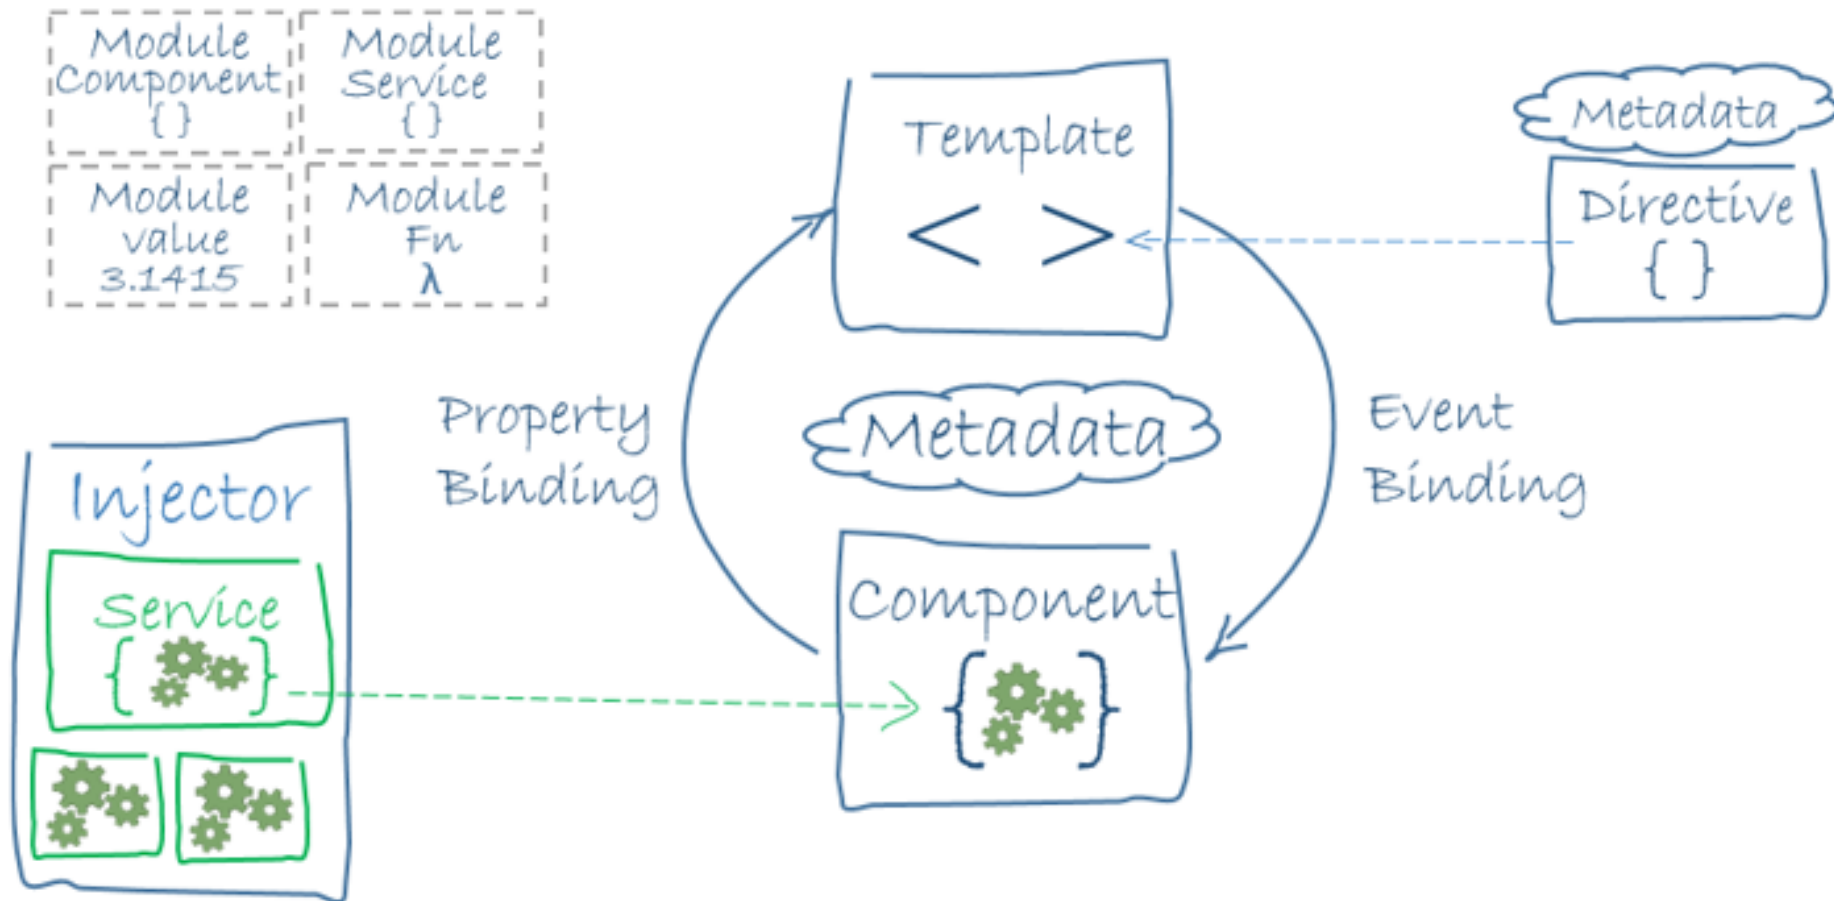 Module
Component
{ }
Module
Service
{ }
Module
value
3.1415
Module
Fn
λ
Template
< >
Metadata
Directive
{ }
Property
Binding
Metadata
Event
Binding
Injector
Service
{ }
Component
{ }